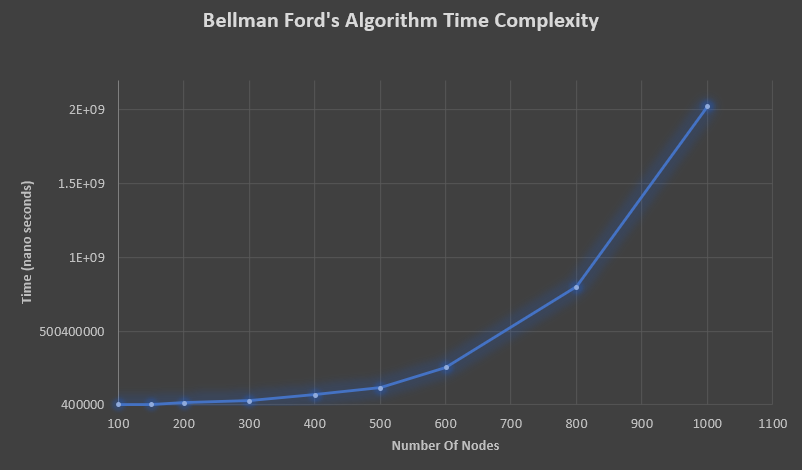 Bellman Ford's Algorithm Time Complexity
2E+09
1.5E+09
1E+09
500400000
400000
Time (nano seconds)
100 200 300 400 500 600 700 800 900 1000 1100
Number Of Nodes